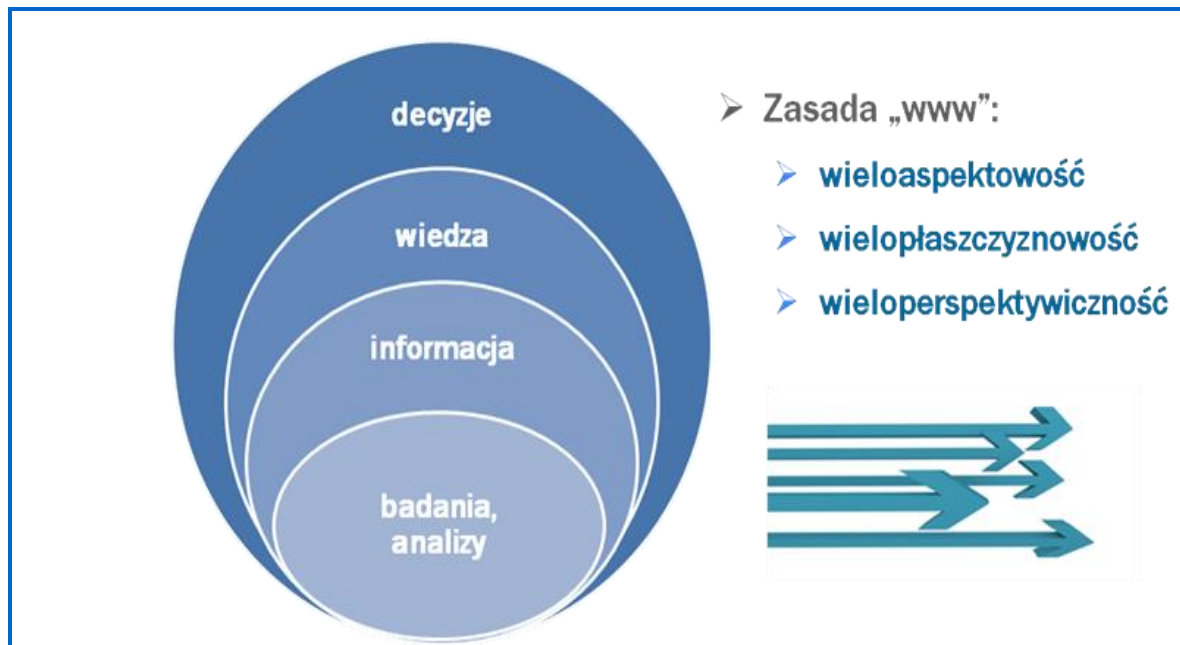 decyzje
wiedza
informacja
badania,
analizy
Zasada „www”:
wieloaspektowość
wielopłaszczyznowość
wieloperspektywiczność